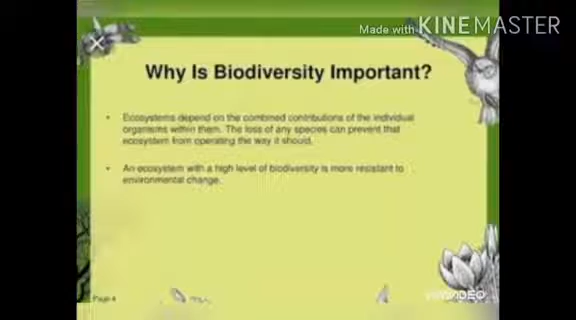 Made with KINEMASTER
Why Is Biodiversity Important?
• Ecosystems depend on the combined contributions of the individual
organisms within them. The loss of any species can prevent that
ecosystem from operating the way it should.
• An ecosystem with a high level of biodiversity is more resistant to
environmental change.
Page 4